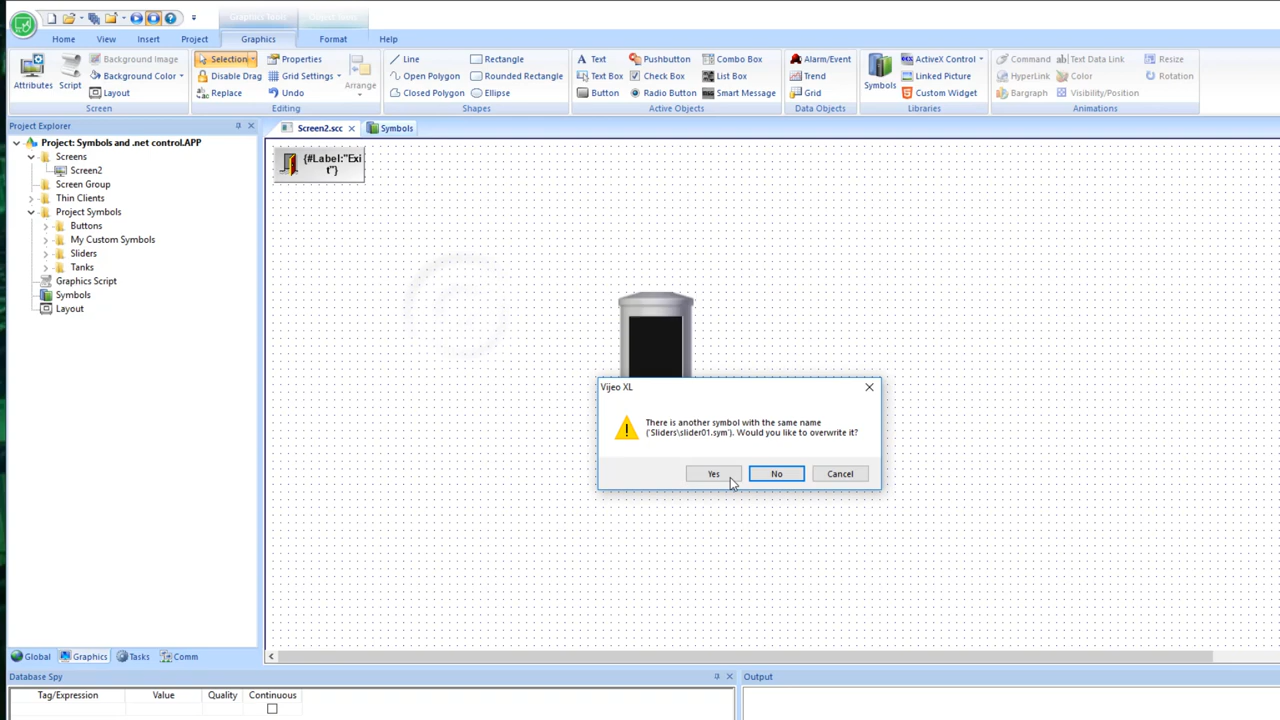 Graphics Tools
Home View Insert Project Graphics Format Help
Attributes Script Background Image
Background Color
Layout
Screen
Selection Properties
Disable Drag Grid Settings
Replace Undo
Arrange
Editing
Line Rectangle
Open Polygon Rounded Rectangle
Closed Polygon Ellipse
Shapes
Text Pushbutton Combo Box
Text Box Check Box List Box
Button Radio Button Smart Message
Active Objects
Alarm/Event
Trend
Grid
Data Objects
Symbols
ActiveX Control
Linked Picture
Custom Widget
Libraries
Command Text Data Link Resize
HyperLink Color Rotation
Bargraph Visibility/Position
Animations
Project Explorer
Project: Symbols and .net control.APP
Screens
Screen2
Screen Group
Thin Clients
Project Symbols
Buttons
My Custom Symbols
Sliders
Tanks
Graphics Script
Symbols
Layout
Screen2.scc Symbols
{#Label:"Exi
t"}
Vijeo XL
There is another symbol with the same name
('Sliders\slider01.sym'). Would you like to overwrite it?
Yes No Cancel
Global Graphics Tasks Comm
Database Spy
Tag/Expression Value Quality Continuous
Output